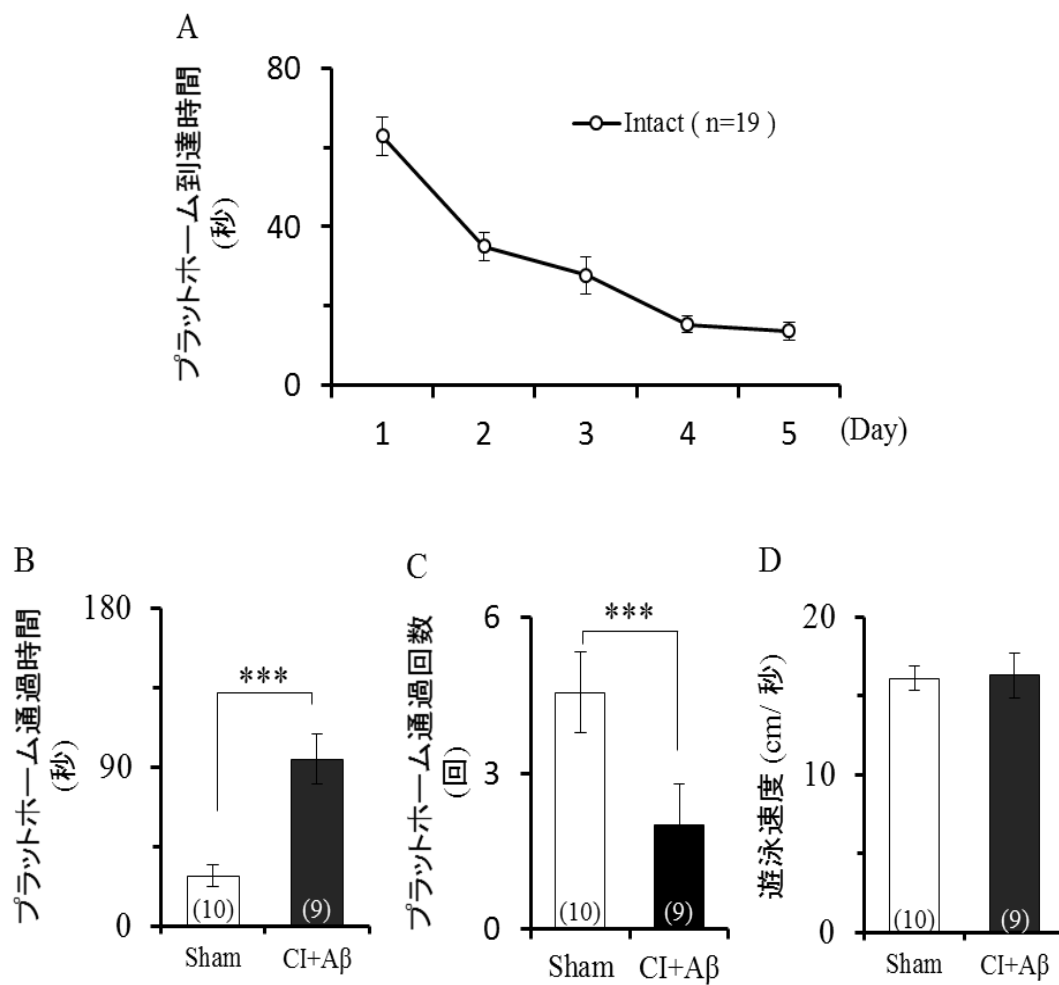 A
プラットホーム到達時間
(秒)
80
40
0
Intact ( n=19 )
1 2 3 4 5 (Day)
B
プラットホーム通過時間
(秒)
180
90
0
***
(10) (9)
Sham CI+Aβ
C
プラットホーム通過回数
(回)
6
3
0
***
(10) (9)
Sham CI+Aβ
D
遊泳速度 (cm/ 秒)
20
10
0
(10) (9)
Sham CI+Aβ